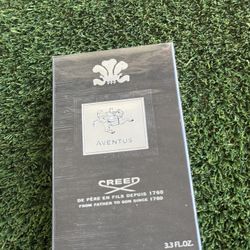 AVENTUS
CREED
DE PÈRE EN FILS DEPUIS 1760
FROM FATHER TO SON SINCE 1760
3.3 FL.OZ.